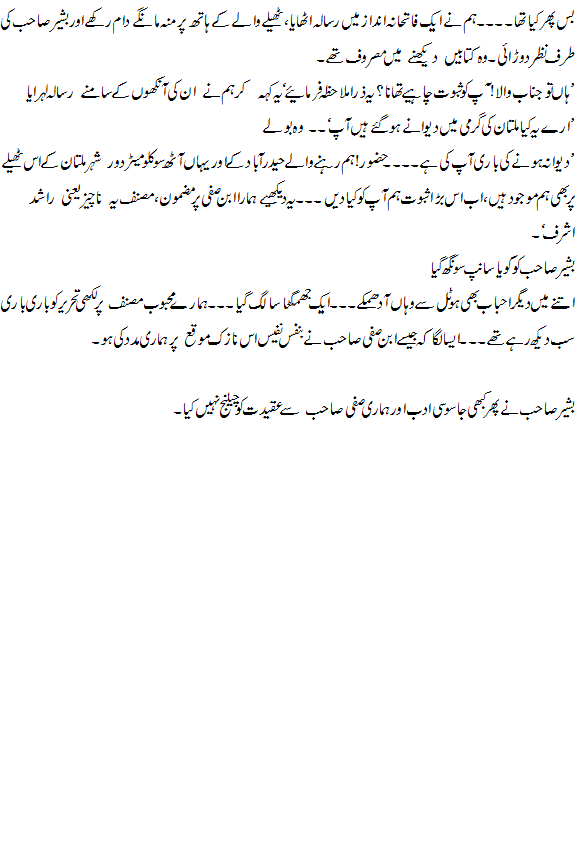 بس پھر کیا تھا۔۔۔۔ہم نے ایک فاتحانہ انداز میں رسالہ اٹھایا، ٹھیلے والے کے ہاتھ پر منہ مانگے دام رکھے اور بشیر صاحب کی
طرف نظر دوڑائی۔وہ کتابیں دیکھنے میں مصروف تھے۔
’ہاں تو جناب والا! آپ کو ثبوت چاہیے تھا نا؟ یہ ذرا ملاحظہ فرمائیے‘یہ کہہ کر ہم نے ان کی آنکھوں کے سامنے رسالہ لہرایا
’ارے یہ کیا ملتان کی گرمی میں دیوانے ہوگئے ہیں آپ‘۔۔ وہ بولے
’دیوانہ ہونے کی باری آپ کی ہے۔۔۔۔حضور! ہم رہنے والے حیدرآباد کے اور یہاں آٹھ سو کلو میٹر دور شہر ملتان کے اس ٹھیلے
پر بھی ہم موجود ہیں، اب اس بڑا ثبوت ہم آپ کو کیا دیں ۔۔۔یہ دیکھیے ہمارا ابن صفی پر مضمون، مصنف یہ ناچیز یعنی راشد
اشرف‘۔
بشیر صاحب کو گویا سانپ سونگھ گیا
اتنے میں دیگر احباب بھی ہوٹل سے وہاں آدھمکے۔۔۔ایک جمگھٹا سا لگ گیا۔۔۔ہمارے محبوب مصنف پر لکھی تحریر کو باری باری
سب دیکھ رہے تھے۔۔۔ایسا لگا کہ جیسے ابن صفی صاحب نے بنفس نفیس اس نازک موقع پر ہماری مدد کی ہو۔
بشیر صاحب نے پھر کبھی جاسوسی ادب اور ہماری صفی صاحب سے عقیدت کو چیلنج نہیں کیا۔